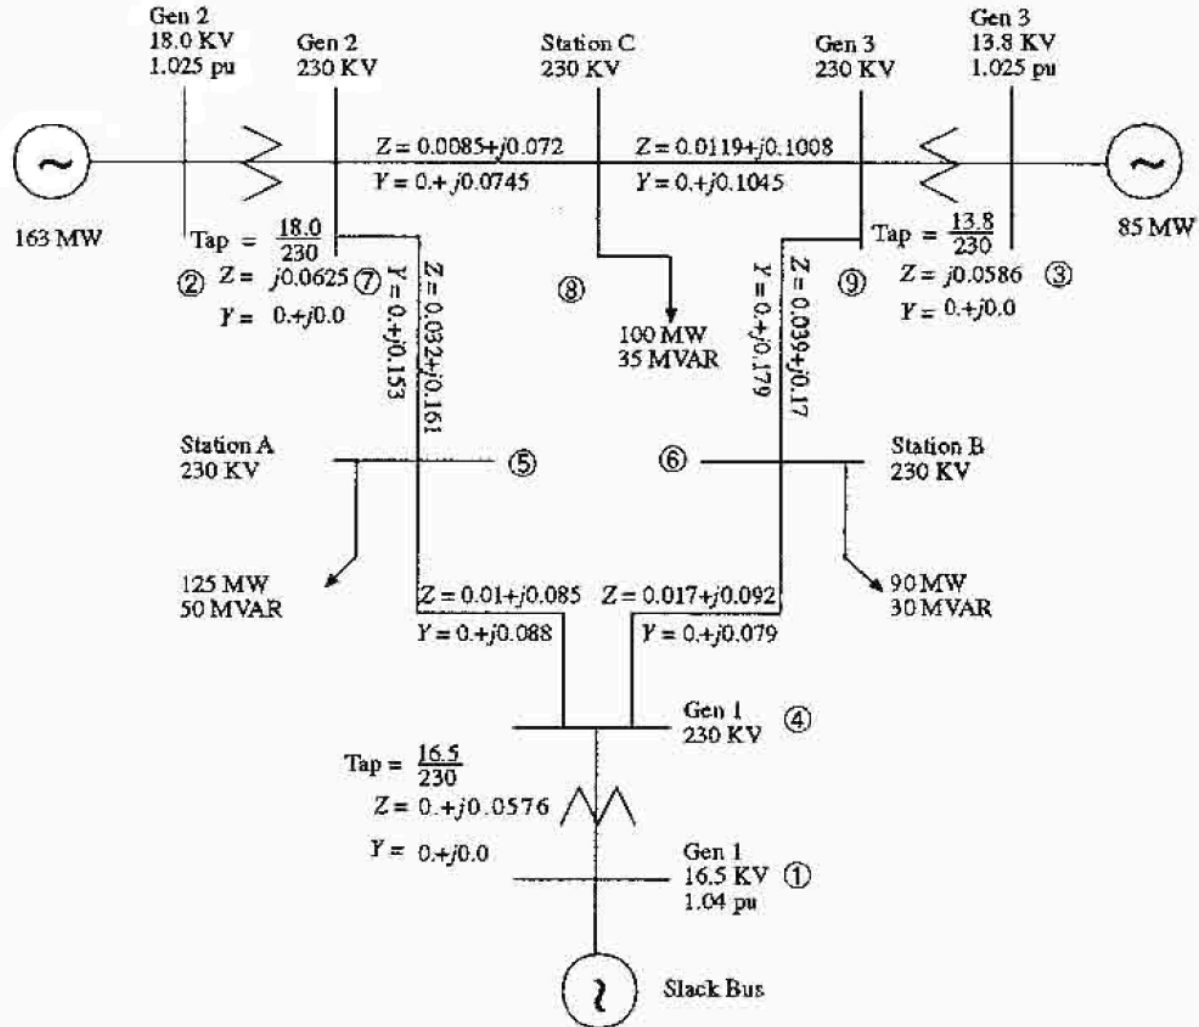 Gen 2
18.0 KV
1.025 pu
Gen 2
230 KV
Station C
230 KV
Gen 3
230 KV
Gen 3
13.8 KV
1.025 pu
Z = 0.0085+j0.072
Y = 0.+j0.0745
Z = 0.0119+j0.1008
Y = 0.+j0.1045
~
163 MW
~
85 MW
Tap = 18.0
230
② Z = j0.0625 ⑦
Y = 0.+j0.0
Z = 0.032+j0.161
Y = 0.+j0.153
⑧
100 MW
35 MVAR
Z = 0.039+j0.17
Y = 0.+j0.179
⑨
Tap = 13.8
230
Z = j0.0586 ③
Y = 0.+j0.0
Station A
230 KV
⑤
⑥
Station B
230 KV
125 MW
50 MVAR
Z = 0.01+j0.085
Y = 0.+j0.088
Z = 0.017+j0.092
Y = 0.+j0.079
90 MW
30 MVAR
Gen 1
230 KV ④
Tap = 16.5
230
Z = 0.+j0.0576
Y = 0.+j0.0
Gen 1
16.5 KV ①
1.04 pu
~
Slack Bus